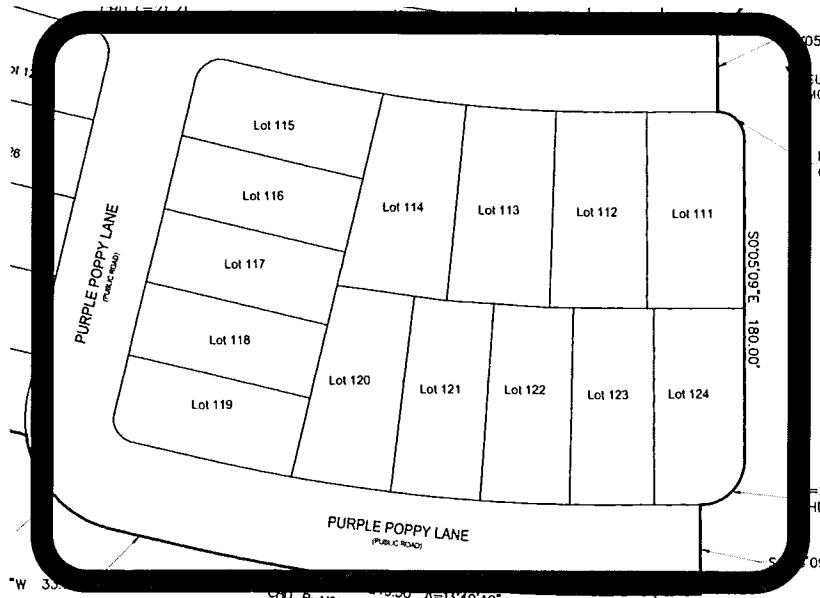 Lot 115
Lot 116
Lot 114
Lot 113
Lot 112
Lot 111
Lot 117
PURPLE POPPY LANE
(PUBLIC ROAD)
S0°05'09"E 180.00'
Lot 118
Lot 120
Lot 121
Lot 122
Lot 123
Lot 124
Lot 119
PURPLE POPPY LANE
(PUBLIC ROAD)
"W